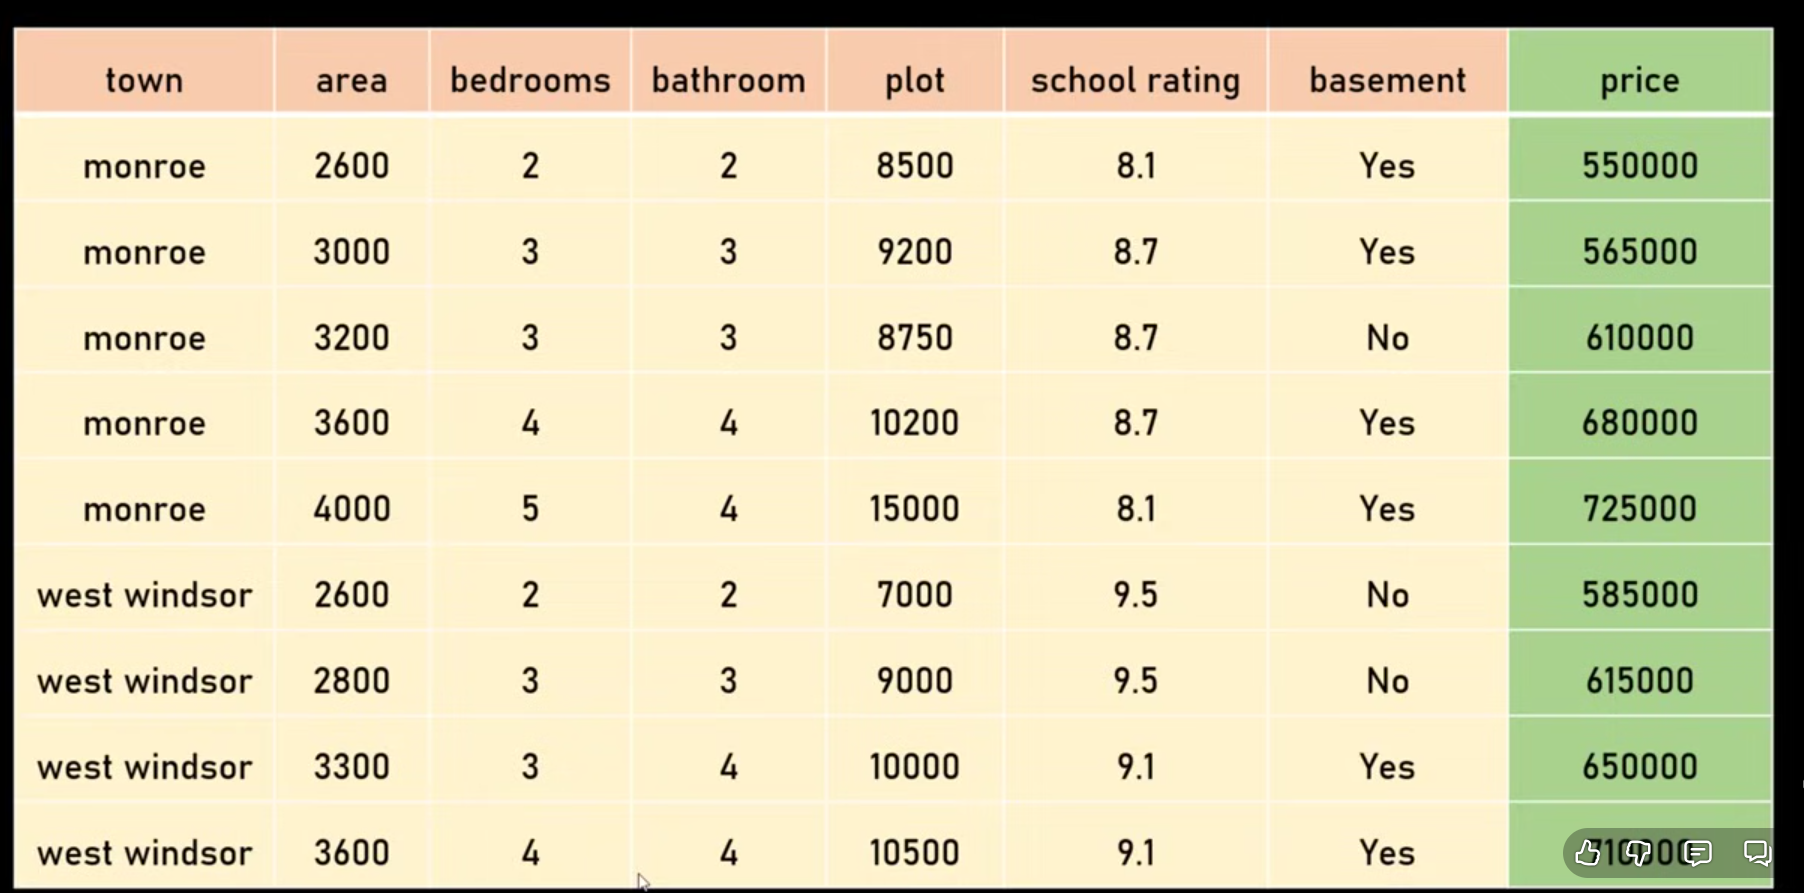 town area bedrooms bathroom plot school rating basement price
monroe 2600 2 2 8500 8.1 Yes 550000
monroe 3000 3 3 9200 8.7 Yes 565000
monroe 3200 3 3 8750 8.7 No 610000
monroe 3600 4 4 10200 8.7 Yes 680000
monroe 4000 5 4 15000 8.1 Yes 725000
west windsor 2600 2 2 7000 9.5 No 585000
west windsor 2800 3 3 9000 9.5 No 615000
west windsor 3300 3 4 10000 9.1 Yes 650000
west windsor 3600 4 4 10500 9.1 Yes